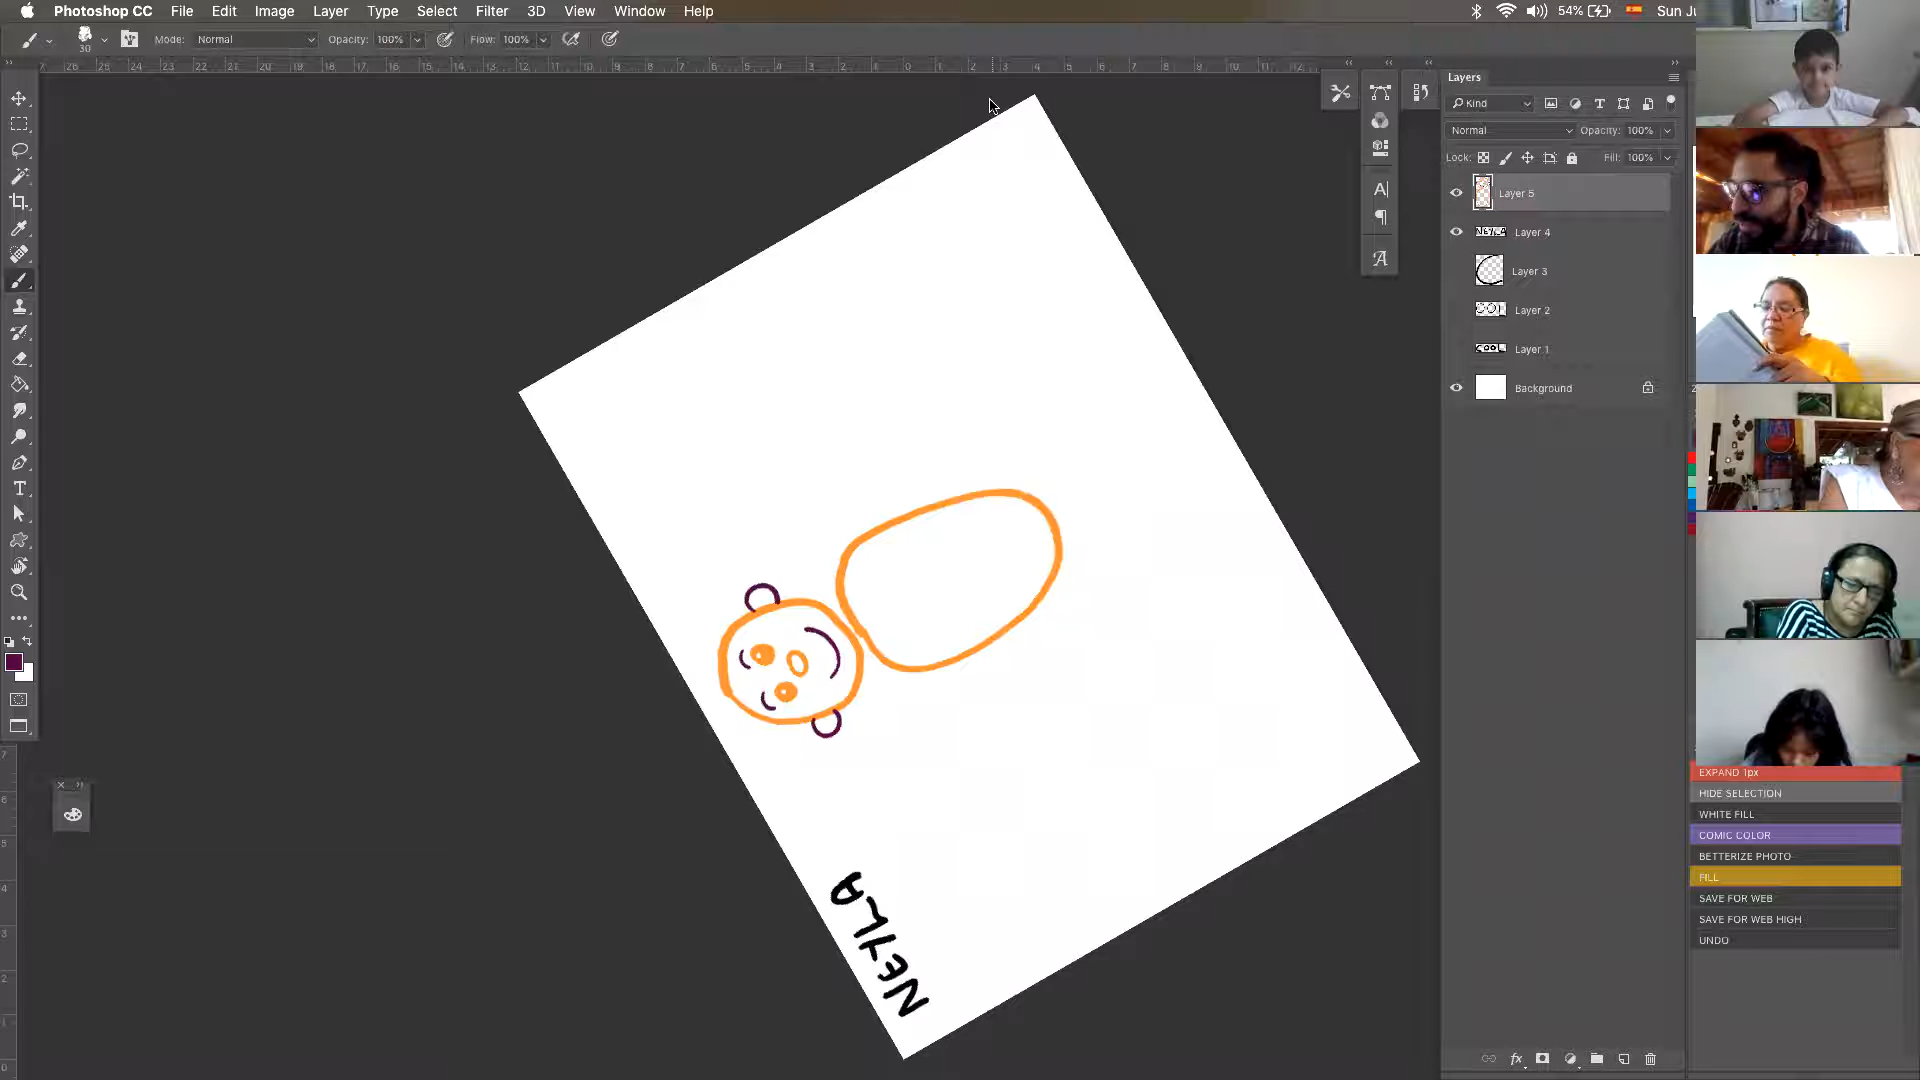 Photoshop CC File Edit Image Layer Type Select Filter 3D View Window Help
54% Sun Ju
30 Mode: Normal Opacity: 100% Flow: 100%
Layers
Kind
Normal Opacity: 100%
Lock: Fill: 100%
Layer 5
Layer 4
Layer 3
Layer 2
Layer 1
Background
EXPAND 1px
HIDE SELECTION
WHITE FILL
COMIC COLOR
BETTERIZE PHOTO
FILL
SAVE FOR WEB
SAVE FOR WEB HIGH
UNDO
NEYLA